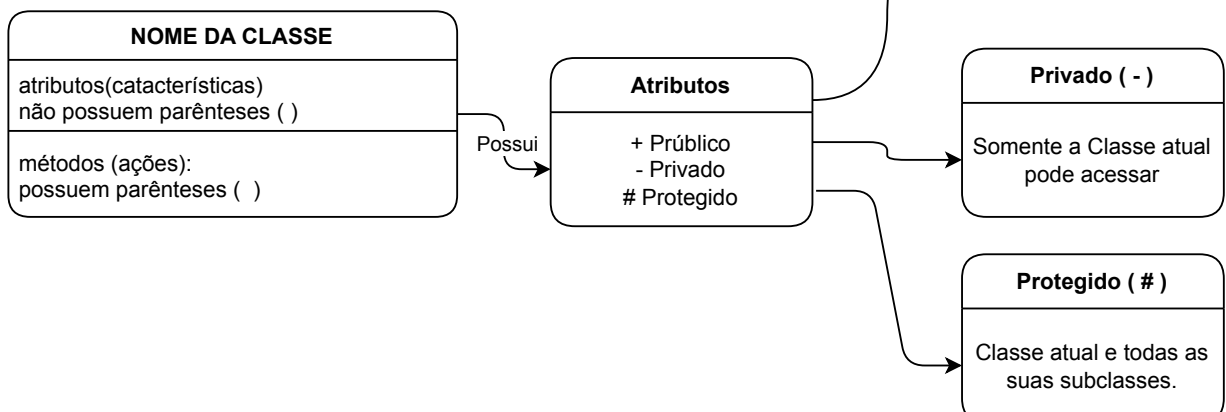 NOME DA CLASSE
atributos(catacterísticas)
não possuem parênteses ( )
métodos (ações):
possuem parênteses (  )
Possui
Atributos
+ Prúblico
- Privado
# Protegido
Privado ( - )
Somente a Classe atual
pode acessar
Protegido ( # )
Classe atual e todas as
suas subclasses.